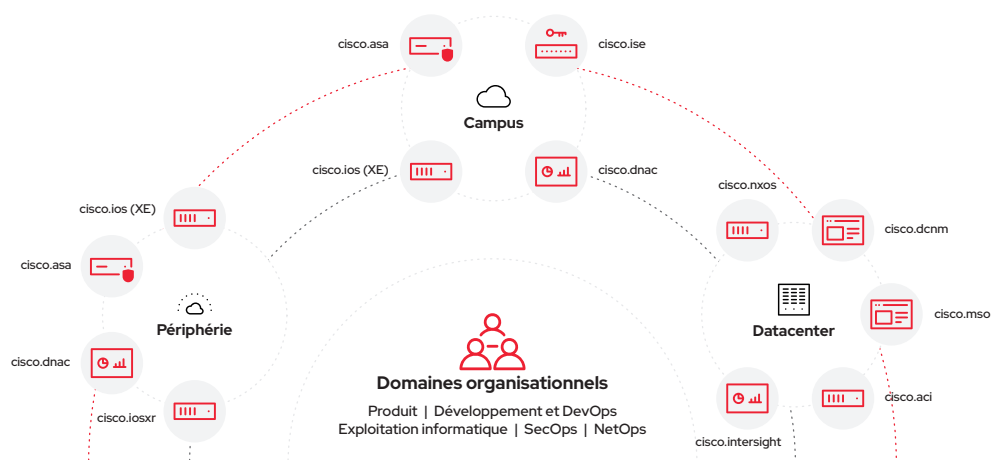 cisco.asa
cisco.ise
Campus
cisco.ios (XE)
cisco.dnac
cisco.ios (XE)
cisco.asa
Périphérie
cisco.dnac
cisco.iosxr
cisco.nxos
cisco.dcnm
Datacenter
cisco.mso
cisco.aci
cisco.intersight
Domaines organisationnels
Produit | Développement et DevOps
Exploitation informatique | SecOps | NetOps